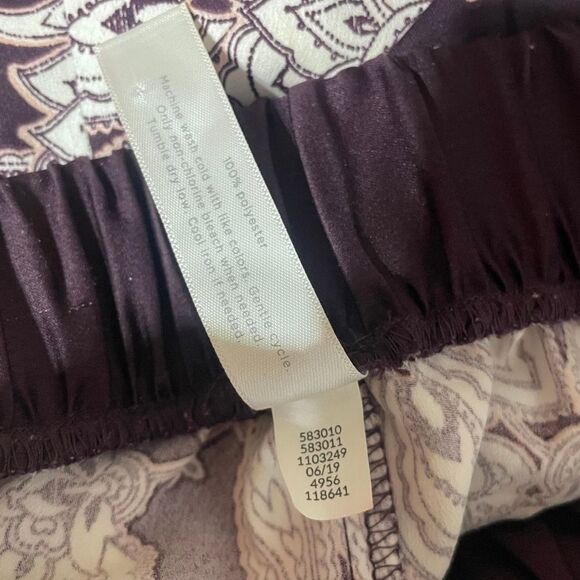 100% polyester
Machine wash cold with like colors. Gentle cycle.
Only non-chlorine bleach when needed.
Tumble dry low. Cool iron if needed.
583010
583011
1103249
06/19
4956
118641